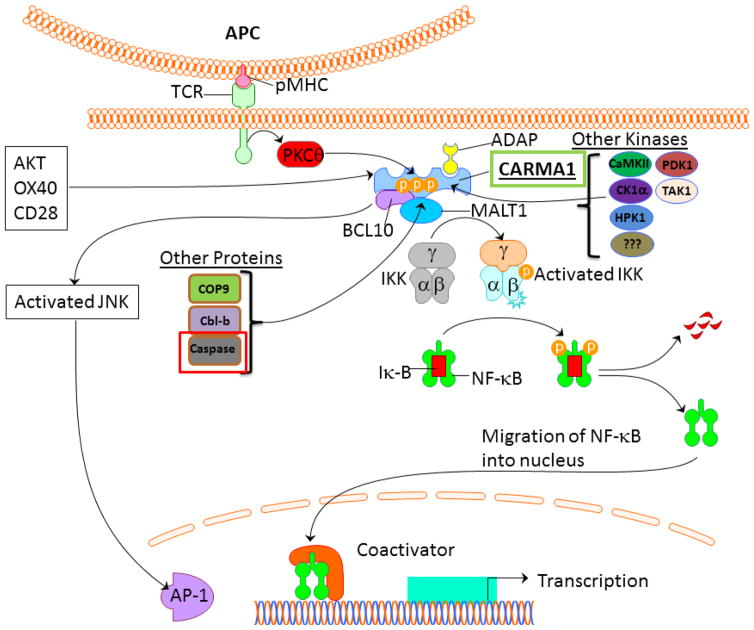 APC
pMHC
TCR
PKCθ
ADAP
Other Kinases
CARMA1
CaMKII
PDK1
CK1α
TAK1
HPK1
???
AKT
OX40
CD28
p p p
BCL10
MALT1
Other Proteins
COP9
Cbl-b
Caspase
γ
IKK
α β
γ
α β
p
Activated IKK
Activated JNK
p p
Iκ-B
NF-κB
Migration of NF-κB
into nucleus
Coactivator
AP-1
Transcription